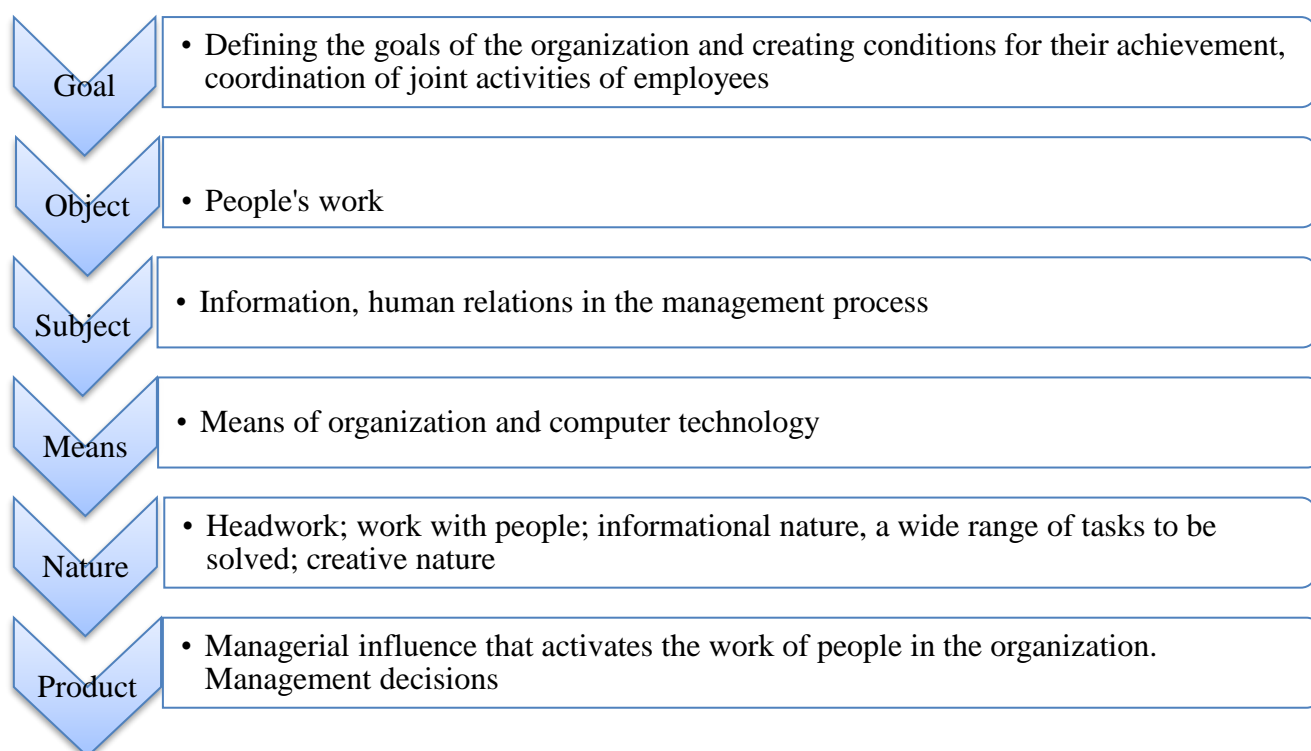 Goal
• Defining the goals of the organization and creating conditions for their achievement,
coordination of joint activities of employees
Object
• People's work
Subject
• Information, human relations in the management process
Means
• Means of organization and computer technology
Nature
• Headwork; work with people; informational nature, a wide range of tasks to be
solved; creative nature
Product
• Managerial influence that activates the work of people in the organization.
Management decisions